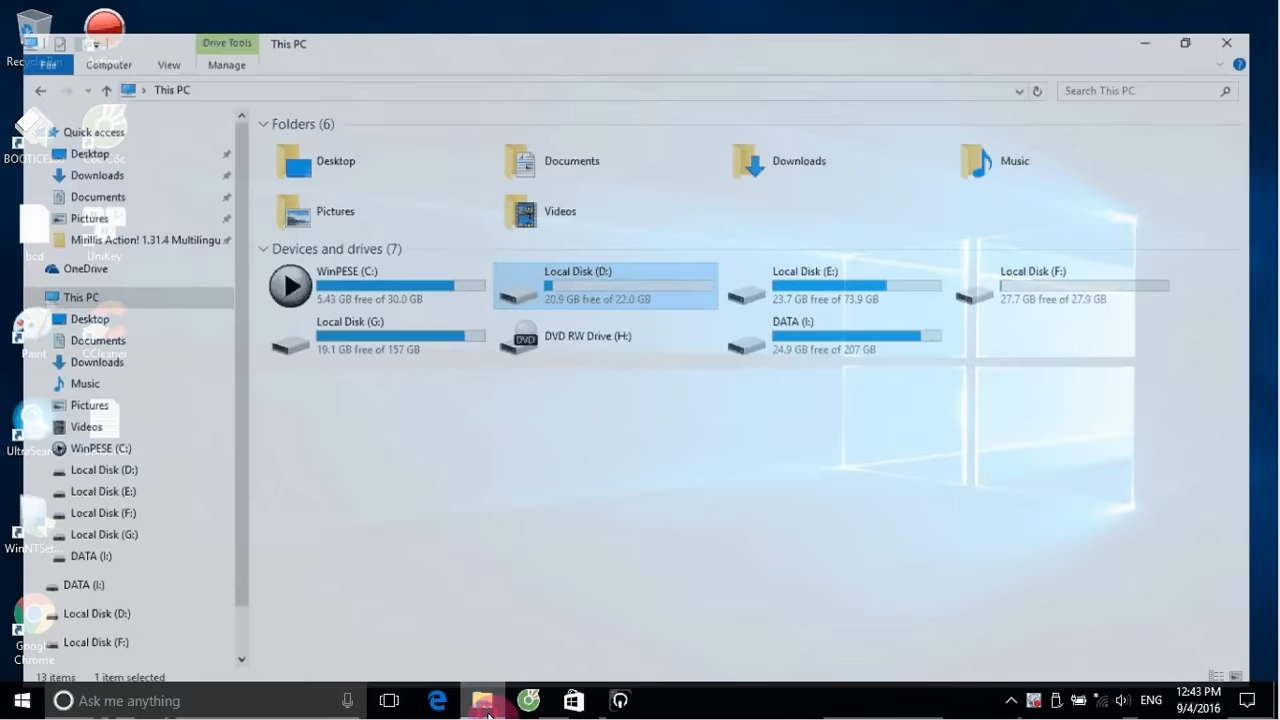 Drive Tools
This PC
File
Computer
View
Manage
This PC
Search This PC
Quick access
Desktop
Downloads
Documents
Pictures
Mirillis Action! 1.31.4 Multilingu
OneDrive
This PC
Desktop
Documents
Downloads
Music
Pictures
Videos
WinPESE (C:)
Local Disk (D:)
Local Disk (E:)
Local Disk (F:)
Local Disk (G:)
DATA (I:)
DATA (I:)
Local Disk (D:)
Local Disk (F:)
Folders (6)
Desktop
Documents
Downloads
Music
Pictures
Videos
Devices and drives (7)
WinPESE (C:)
5.43 GB free of 30.0 GB
Local Disk (D:)
20.9 GB free of 22.0 GB
Local Disk (E:)
23.7 GB free of 73.9 GB
Local Disk (F:)
27.7 GB free of 27.9 GB
Local Disk (G:)
19.1 GB free of 157 GB
DVD RW Drive (H:)
DVD
DATA (I:)
24.9 GB free of 207 GB
13 items
1 item selected
bcd
UniKey
Paint
CCleaner
UltraSear...
WinNTSet...
Google
Chrome
Ask me anything
ENG
12:43 PM
9/4/2016